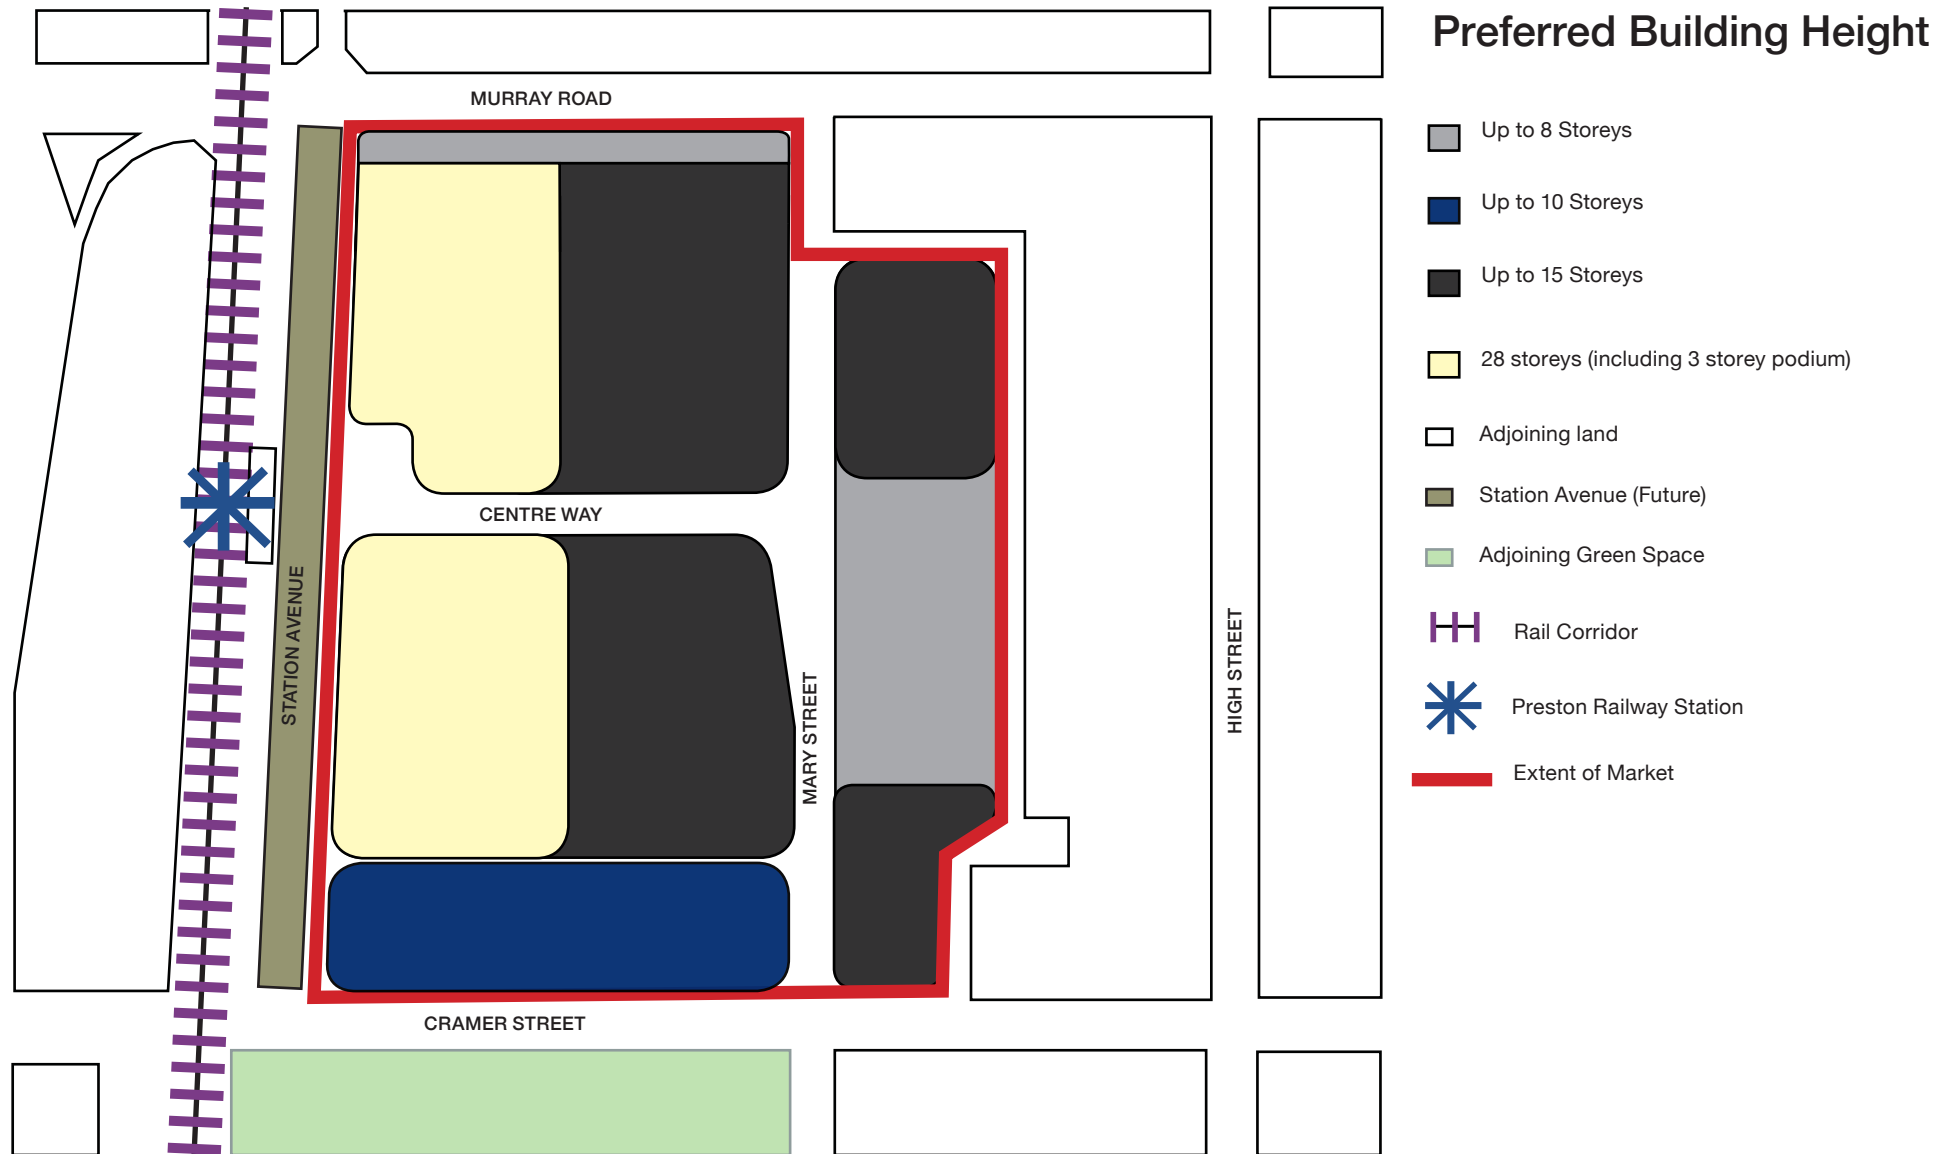 Preferred Building Height
MURRAY ROAD
Up to 8 Storeys
Up to 10 Storeys
Up to 15 Storeys
28 storeys (including 3 storey podium)
Adjoining land
Station Avenue (Future)
Adjoining Green Space
Rail Corridor
Preston Railway Station
Extent of Market
CENTRE WAY
STATION AVENUE
MARY STREET
HIGH STREET
CRAMER STREET